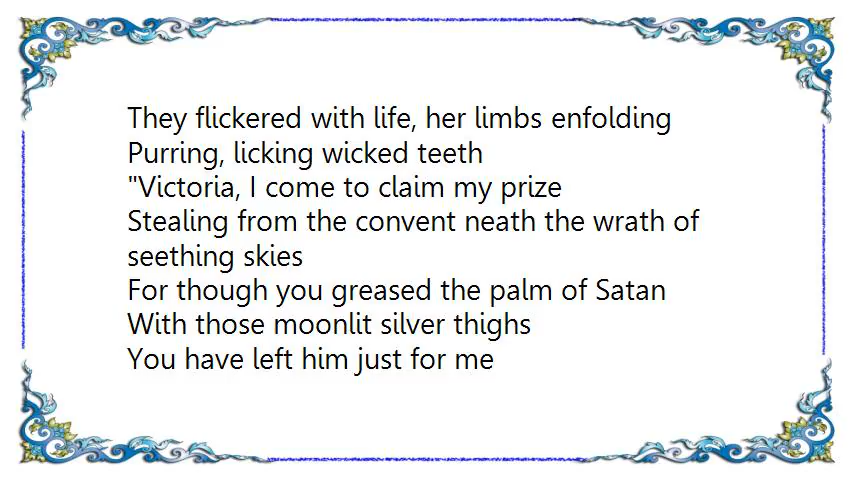 They flickered with life, her limbs enfolding
Purring, licking wicked teeth
"Victoria, I come to claim my prize
Stealing from the convent neath the wrath of
seething skies
For though you greased the palm of Satan
With those moonlit silver thighs
You have left him just for me